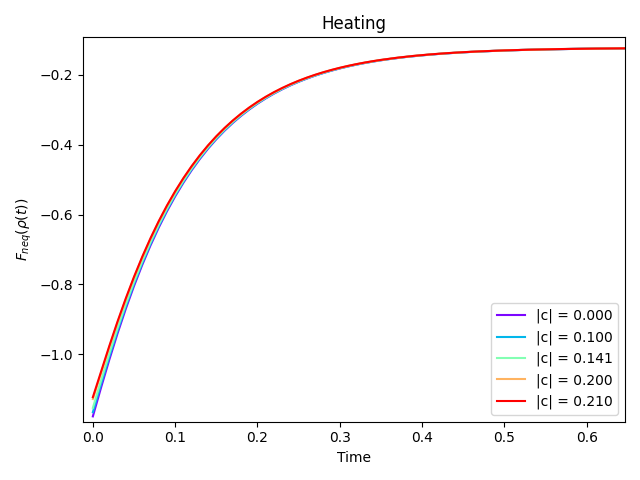 Heating
F_{neq}(ρ(t))
−0.2
−0.4
−0.6
−0.8
−1.0
0.0 0.1 0.2 0.3 0.4 0.5 0.6
Time
|c| = 0.000
|c| = 0.100
|c| = 0.141
|c| = 0.200
|c| = 0.210